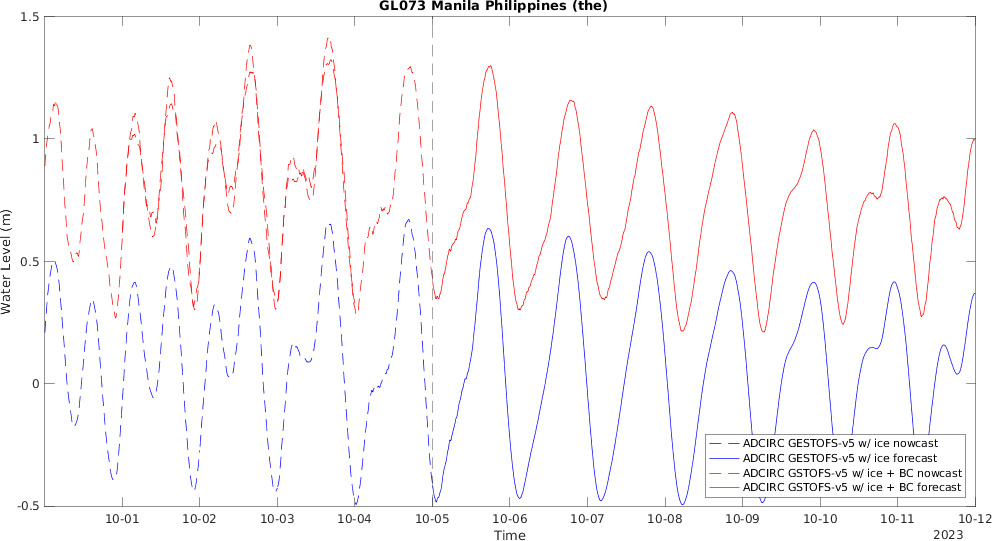 GL073 Manila Philippines (the)
1.5
1
0.5
0
-0.5
Water Level (m)
10-01 10-02 10-03 10-04 10-05 10-06 10-07 10-08 10-09 10-10 10-11 10-12
Time
2023
ADCIRC GESTOFS-v5 w/ ice nowcast
ADCIRC GESTOFS-v5 w/ ice forecast
ADCIRC GSTOFS-v5 w/ ice + BC nowcast
ADCIRC GSTOFS-v5 w/ ice + BC forecast